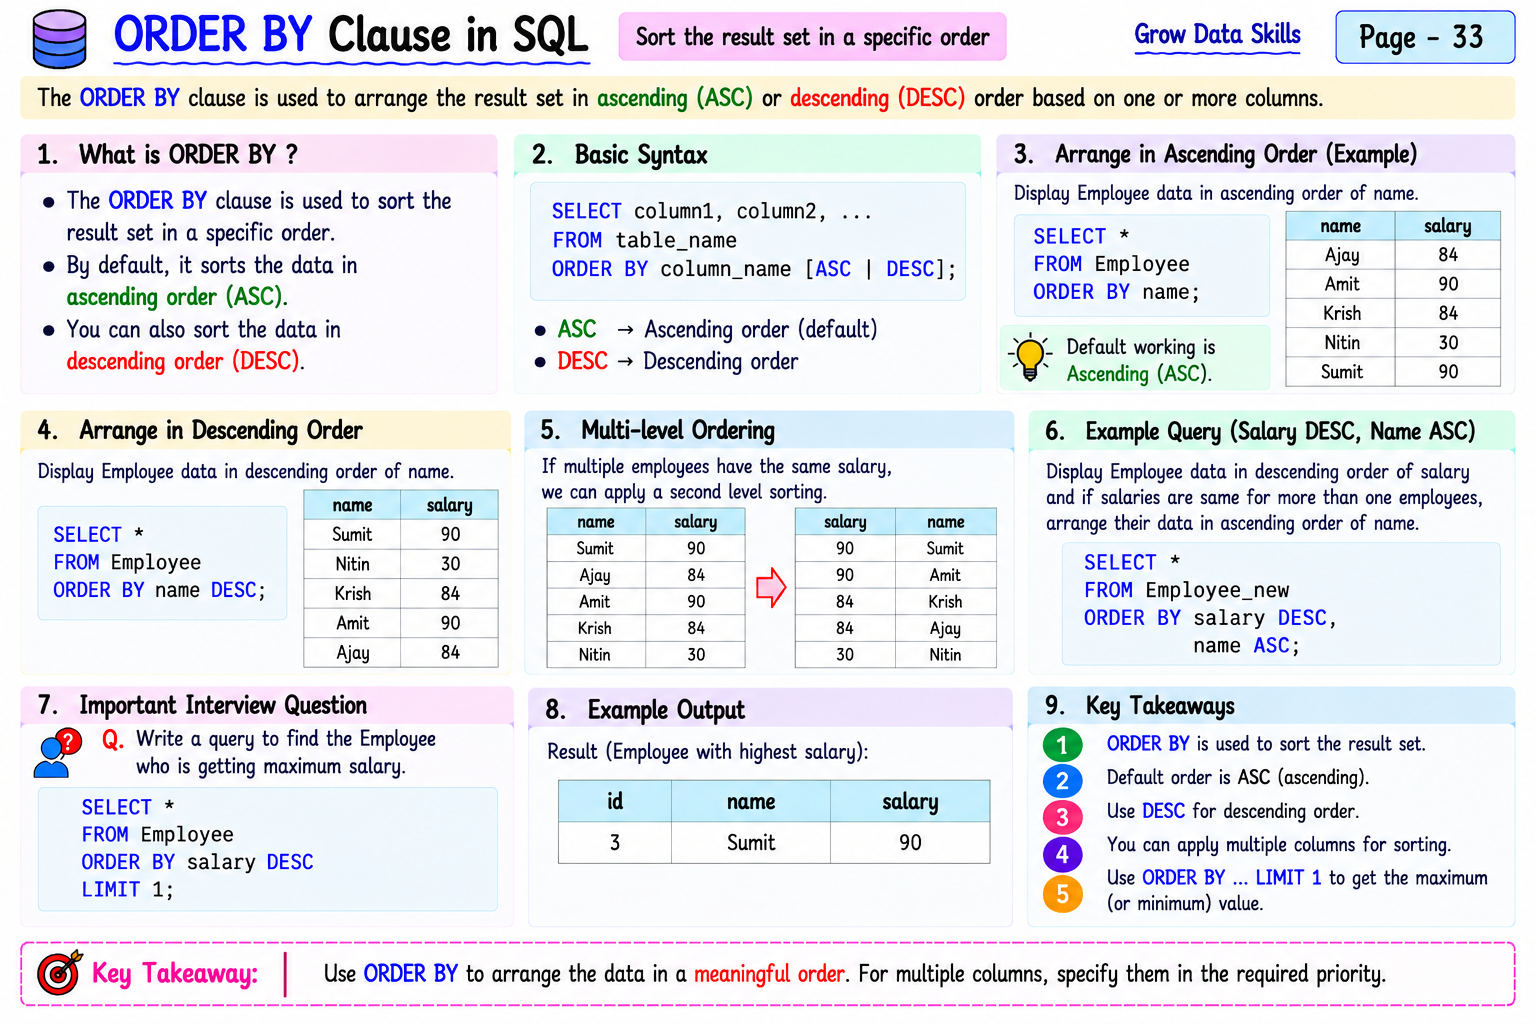 ORDER BY Clause in SQL
Sort the result set in a specific order
Grow Data Skills
Page - 33
The ORDER BY clause is used to arrange the result set in ascending (ASC) or descending (DESC) order based on one or more columns.
1. What is ORDER BY ?
• The ORDER BY clause is used to sort the
result set in a specific order.
• By default, it sorts the data in
ascending order (ASC).
• You can also sort the data in
descending order (DESC).
2. Basic Syntax
SELECT column1, column2, ...
FROM table_name
ORDER BY column_name [ASC | DESC];
• ASC → Ascending order (default)
• DESC → Descending order
3. Arrange in Ascending Order (Example)
Display Employee data in ascending order of name.
SELECT *
FROM Employee
ORDER BY name;
Default working is
Ascending (ASC).
name salary
Ajay 84
Amit 90
Krish 84
Nitin 30
Sumit 90
4. Arrange in Descending Order
Display Employee data in descending order of name.
SELECT *
FROM Employee
ORDER BY name DESC;
name salary
Sumit 90
Nitin 30
Krish 84
Amit 90
Ajay 84
5. Multi-level Ordering
If multiple employees have the same salary,
we can apply a second level sorting.
name salary
Sumit 90
Ajay 84
Amit 90
Krish 84
Nitin 30
salary name
90 Sumit
90 Amit
84 Krish
84 Ajay
30 Nitin
6. Example Query (Salary DESC, Name ASC)
Display Employee data in descending order of salary
and if salaries are same for more than one employees,
arrange their data in ascending order of name.
SELECT *
FROM Employee_new
ORDER BY salary DESC,
name ASC;
7. Important Interview Question
?
Q. Write a query to find the Employee
who is getting maximum salary.
SELECT *
FROM Employee
ORDER BY salary DESC
LIMIT 1;
8. Example Output
Result (Employee with highest salary):
id name salary
3 Sumit 90
9. Key Takeaways
1 ORDER BY is used to sort the result set.
2 Default order is ASC (ascending).
3 Use DESC for descending order.
4 You can apply multiple columns for sorting.
5 Use ORDER BY ... LIMIT 1 to get the maximum
(or minimum) value.
Key Takeaway:
Use ORDER BY to arrange the data in a meaningful order. For multiple columns, specify them in the required priority.